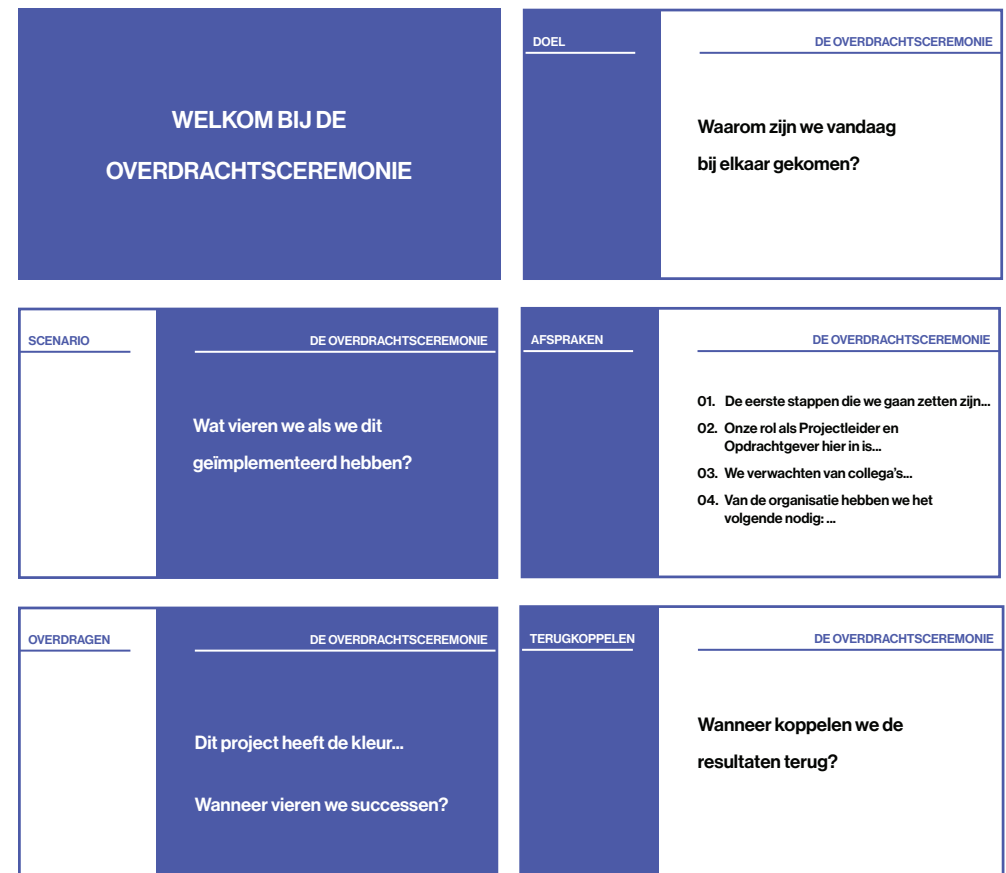 WELKOM BIJ DE
OVERDRACHTSCEREMONIE
DOEL
DE OVERDRACHTSCEREMONIE
Waarom zijn we vandaag
bij elkaar gekomen?
SCENARIO
DE OVERDRACHTSCEREMONIE
Wat vieren we als we dit
geïmplementeerd hebben?
AFSPRAKEN
DE OVERDRACHTSCEREMONIE
01. De eerste stappen die we gaan zetten zijn...
02. Onze rol als Projectleider en
Opdrachtgever hier in is...
03. We verwachten van collega's...
04. Van de organisatie hebben we het
volgende nodig: ...
OVERDRAGEN
DE OVERDRACHTSCEREMONIE
Dit project heeft de kleur...
Wanneer vieren we successen?
TERUGKOPPELEN
DE OVERDRACHTSCEREMONIE
Wanneer koppelen we de
resultaten terug?